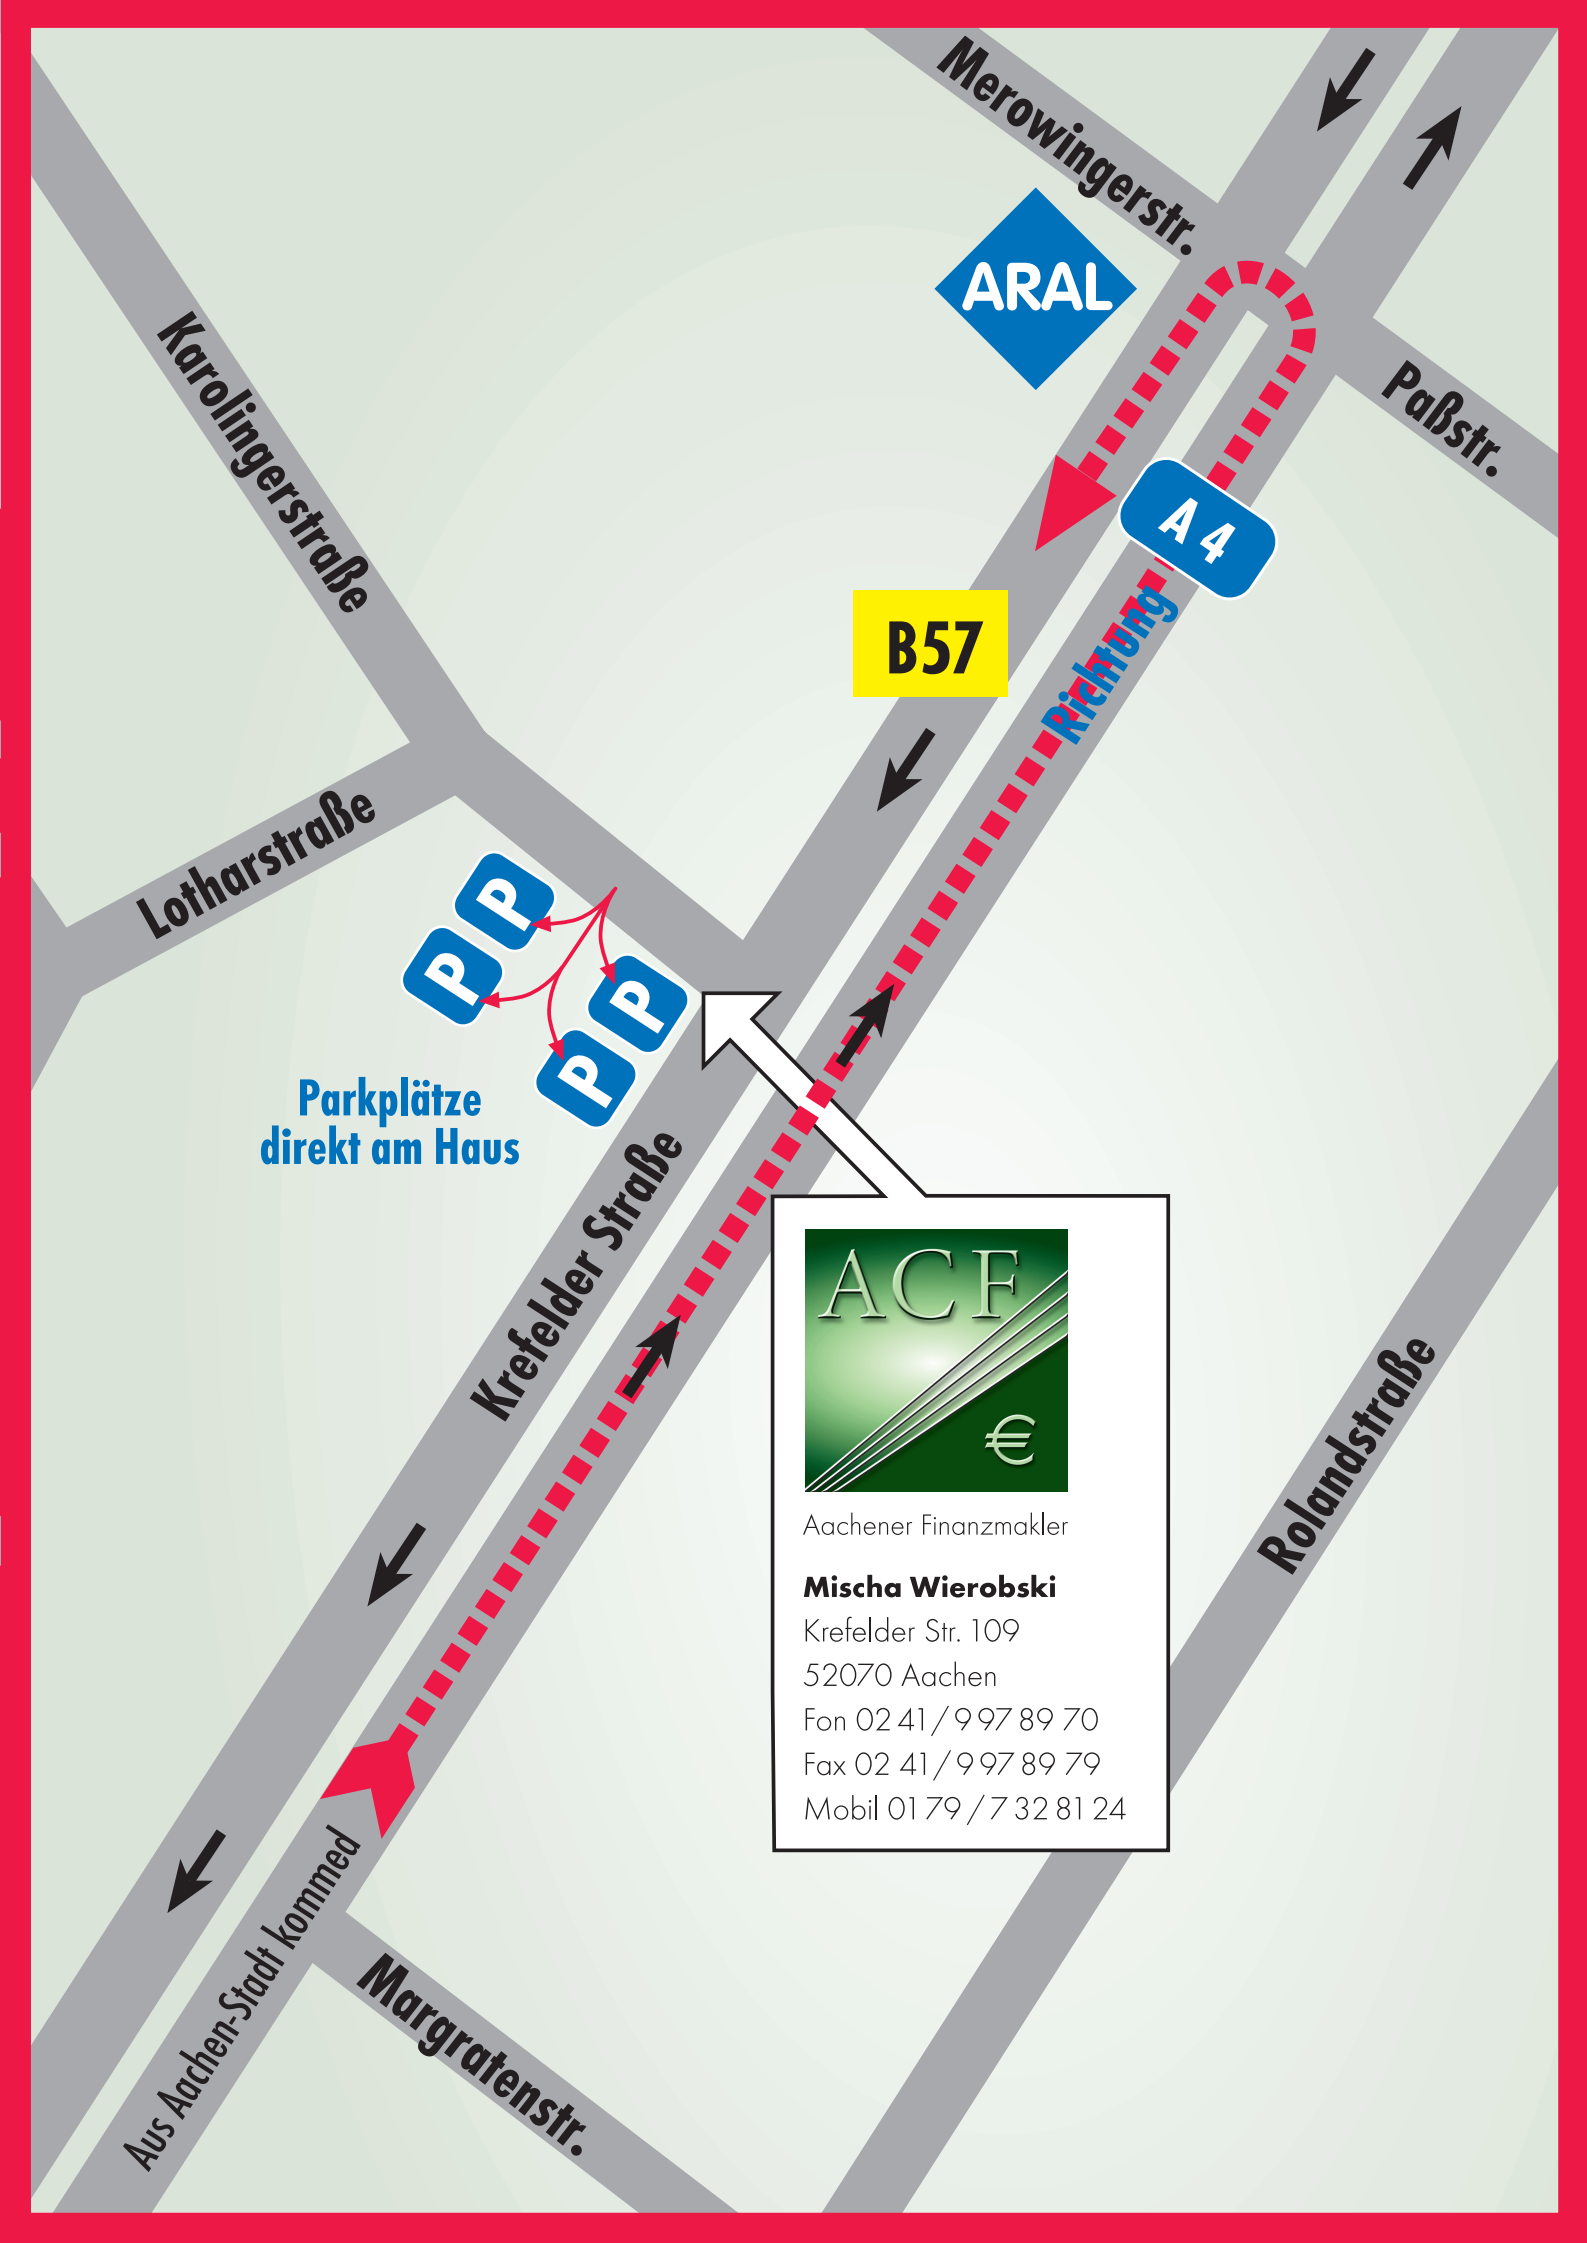 Merowingerstr.
ARAL
Paßstr.
Karolingerstraße
A 4
Richtung
B57
Lotharstraße
P
P
P
P
Parkplätze
direkt am Haus
Krefelder Straße
ACF
€
Aachener Finanzmakler
Mischa Wierobski
Krefelder Str. 109
52070 Aachen
Fon 02 41 / 9 97 89 70
Fax 02 41 / 9 97 89 79
Mobil 01 79 / 7 32 81 24
Rolandstraße
Aus Aachen-Stadt kommed
Margratenstr.